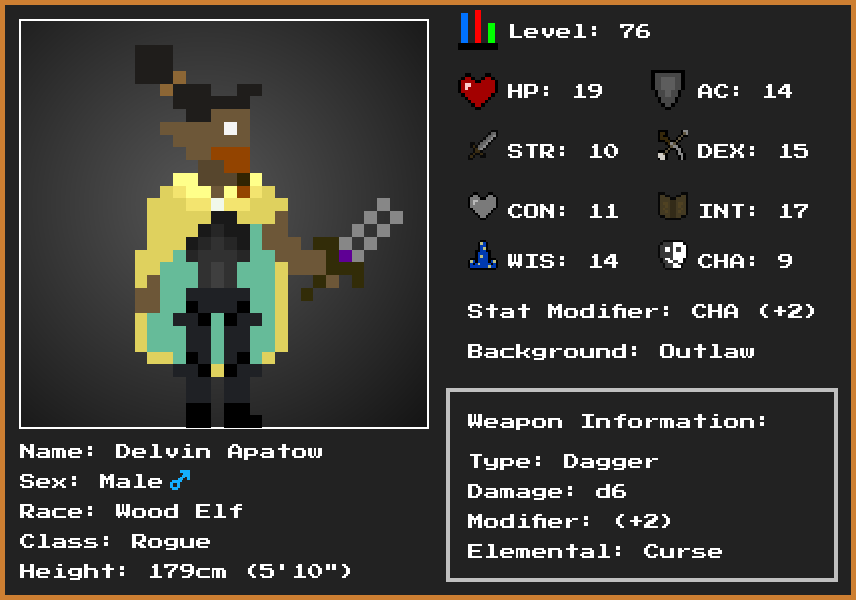 Level: 76
HP: 19
AC: 14
STR: 10
DEX: 15
CON: 11
INT: 17
WIS: 14
CHA: 9
Stat Modifier: CHA (+2)
Background: Outlaw
Weapon Information:
Type: Dagger
Damage: d6
Modifier: (+2)
Elemental: Curse
Name: Delvin Apatow
Sex: Male♂
Race: Wood Elf
Class: Rogue
Height: 179cm (5'10")